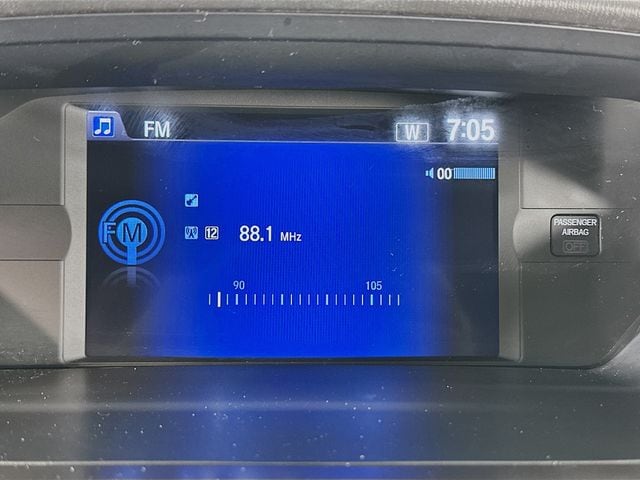 FM
W 7:05
00
FM
12 88.1 MHz
90 105
PASSENGER
AIRBAG
OFF